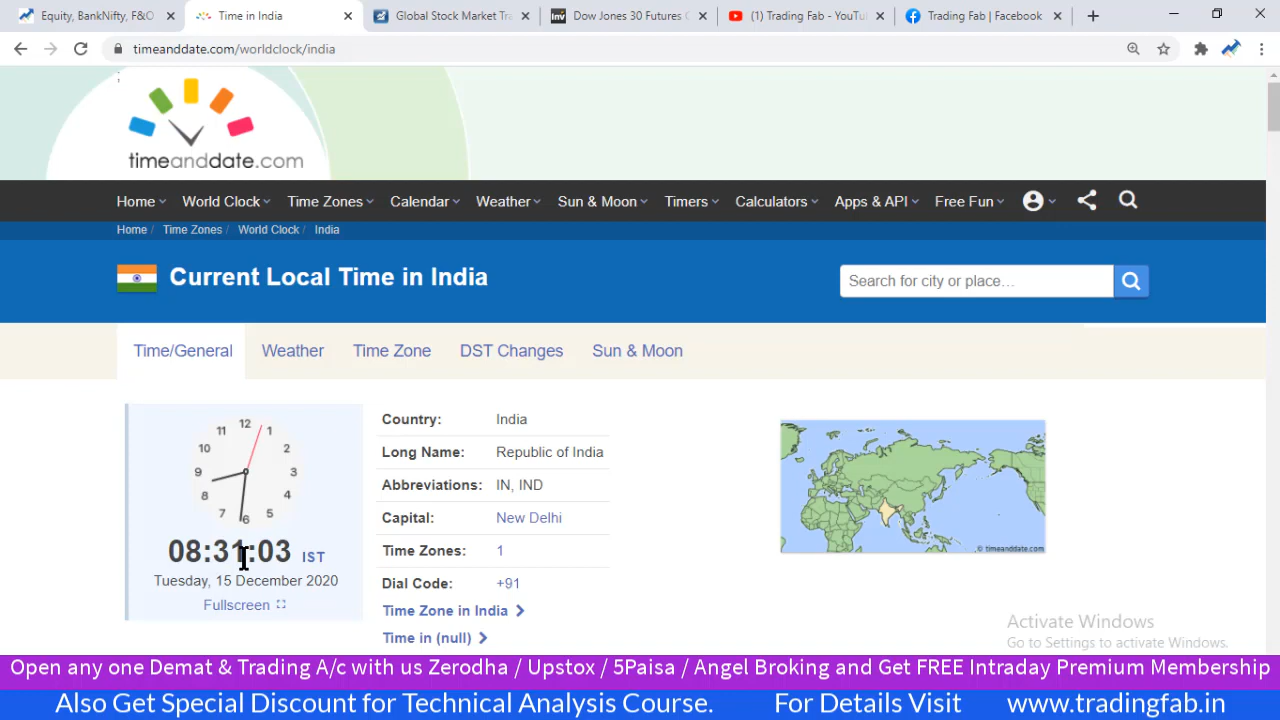 Equity, BankNifty, F&O
Time in India
Global Stock Market Tra
Dow Jones 30 Futures C
(1) Trading Fab - YouTu
Trading Fab | Facebook
timeanddate.com/worldclock/india
timeanddate.com
Home World Clock Time Zones Calendar Weather Sun & Moon Timers Calculators Apps & API Free Fun
Home / Time Zones / World Clock / India
Current Local Time in India
Search for city or place...
Time/General Weather Time Zone DST Changes Sun & Moon
12 1 2 3 4 5 6 7 8 9 10 11
08:31:03 IST
Tuesday, 15 December 2020
Fullscreen
Country: India
Long Name: Republic of India
Abbreviations: IN, IND
Capital: New Delhi
Time Zones: 1
Dial Code: +91
Time Zone in India
Time in (null)
© timeanddate.com
Activate Windows
Go to Settings to activate Windows.
Open any one Demat & Trading A/c with us Zerodha / Upstox / 5Paisa / Angel Broking and Get FREE Intraday Premium Membership
Also Get Special Discount for Technical Analysis Course. For Details Visit www.tradingfab.in